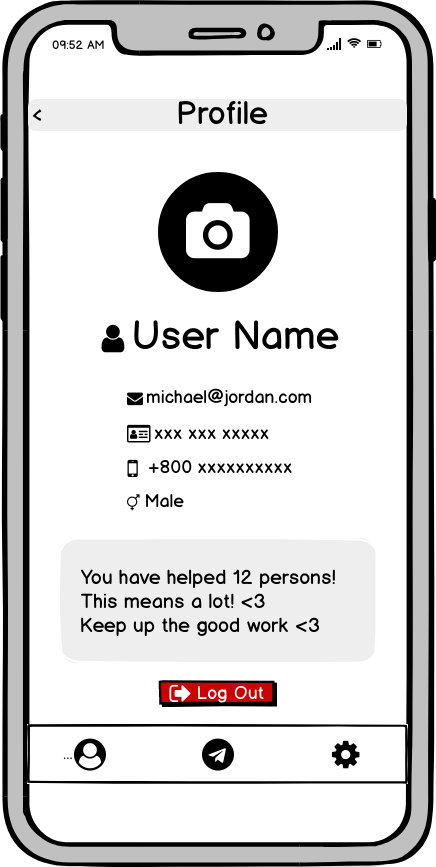 09:52 AM
<
Profile
User Name
michael@jordan.com
xxx xxx xxxxx
+800 xxxxxxxxxx
Male
You have helped 12 persons!
This means a lot! <3
Keep up the good work <3
Log Out
...